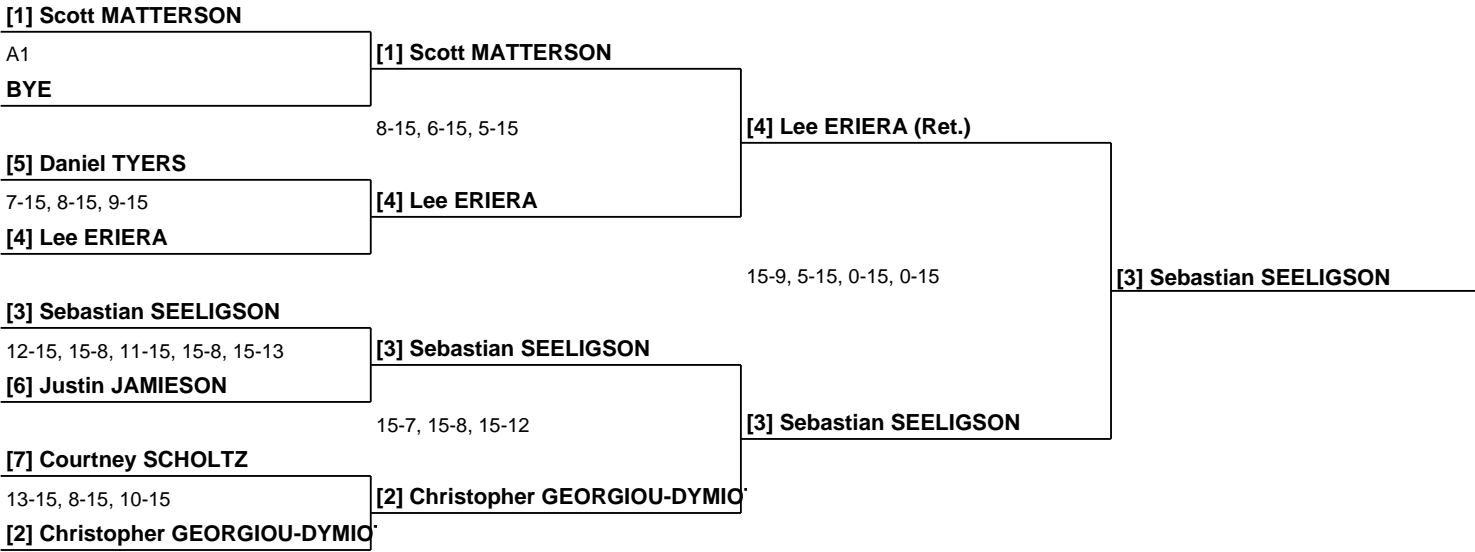 [1] Scott MATTERSON
A1
BYE
[5] Daniel TYERS
7-15, 8-15, 9-15
[4] Lee ERIERA
[3] Sebastian SEELIGSON
12-15, 15-8, 11-15, 15-8, 15-13
[6] Justin JAMIESON
[7] Courtney SCHOLTZ
13-15, 8-15, 10-15
[2] Christopher GEORGIOU-DYMIO
[1] Scott MATTERSON
8-15, 6-15, 5-15
[4] Lee ERIERA
[3] Sebastian SEELIGSON
15-7, 15-8, 15-12
[2] Christopher GEORGIOU-DYMIO
[4] Lee ERIERA (Ret.)
15-9, 5-15, 0-15, 0-15
[3] Sebastian SEELIGSON
[3] Sebastian SEELIGSON